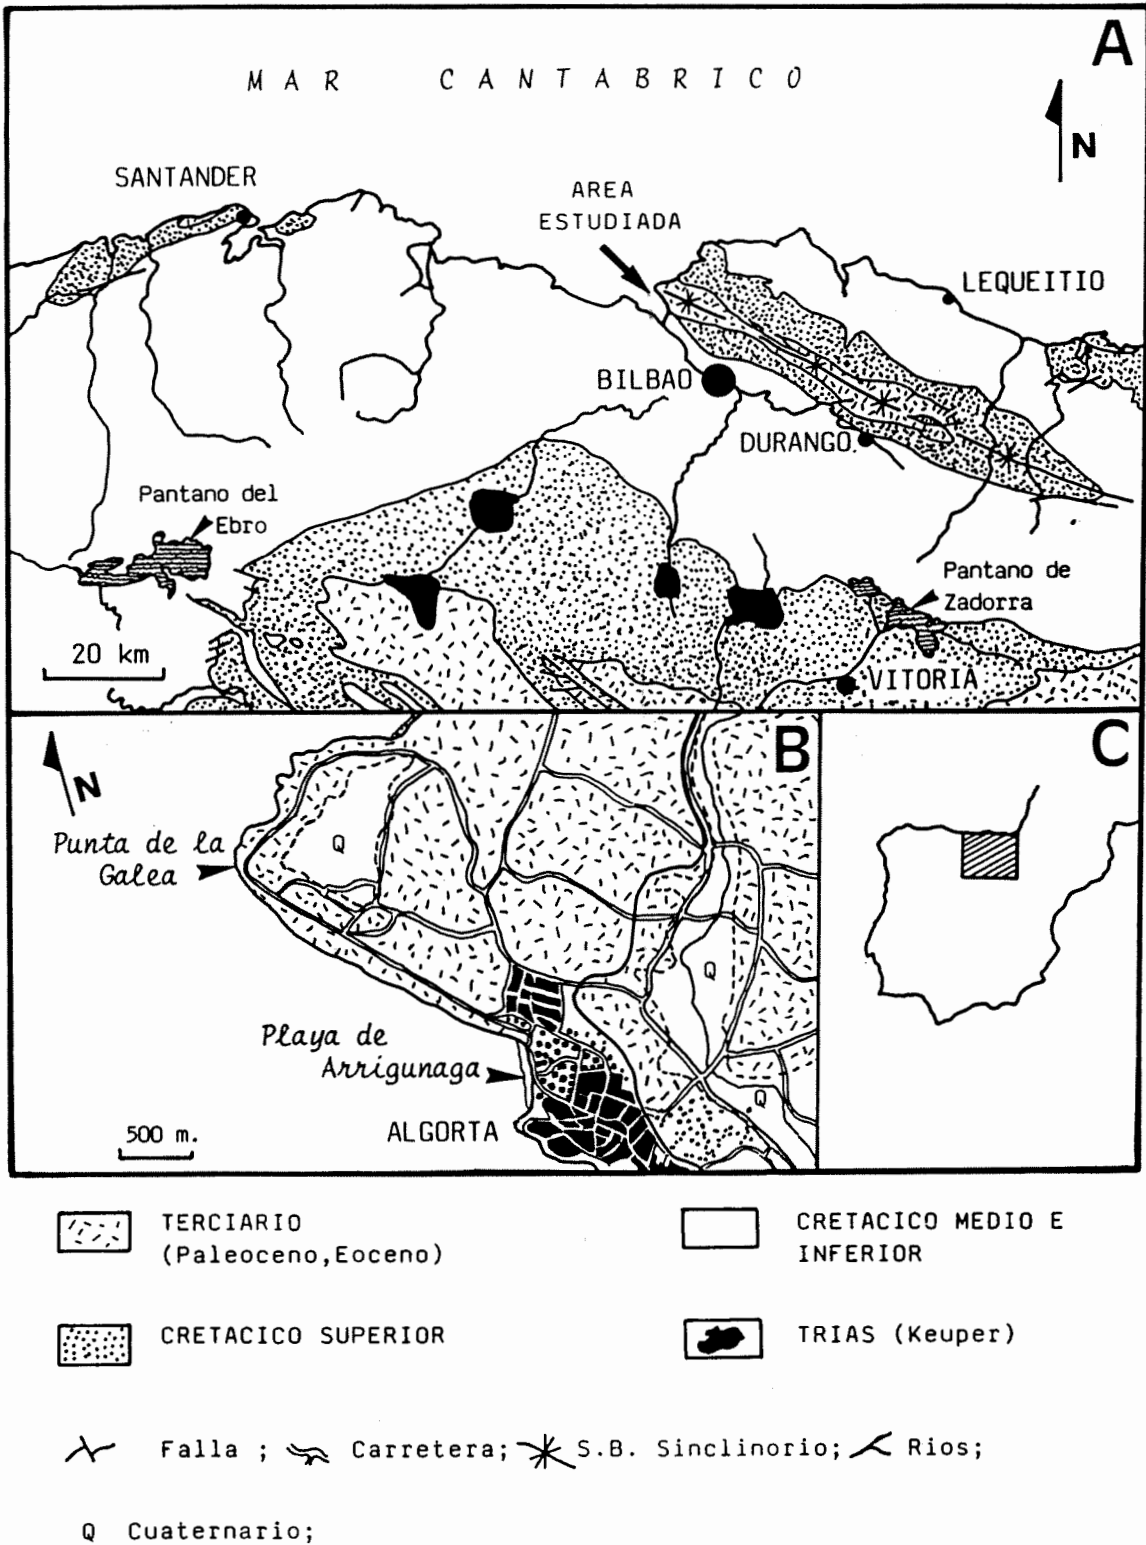 A
MAR CANTABRICO
N
SANTANDER
AREA
ESTUDIADA
LEQUEITIO
BILBAO
DURANGO.
Pantano del
Ebro
Pantano de
Zadorra
20 km
VITORIA
B
C
N
Punta de la
Galea
Q
Q
Playa de
Arrigunaga
Q
ALGORTA
500 m.
TERCIARIO
(Paleoceno,Eoceno)
CRETACICO MEDIO E
INFERIOR
CRETACICO SUPERIOR
TRIAS (Keuper)
Falla ; Carretera; S.B. Sinclinorio; Rios;
Q Cuaternario;